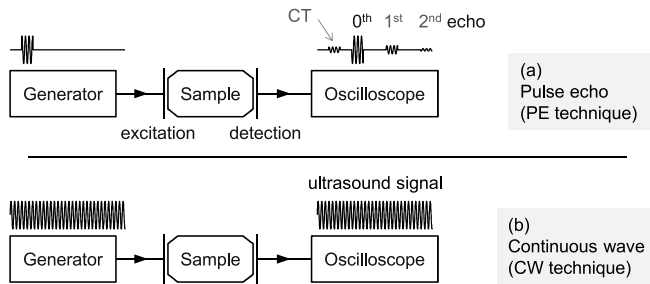 CT
0th 1st 2nd echo
Generator
Sample
Oscilloscope
excitation
detection
(a)
Pulse echo
(PE technique)
ultrasound signal
Generator
Sample
Oscilloscope
(b)
Continuous wave
(CW technique)